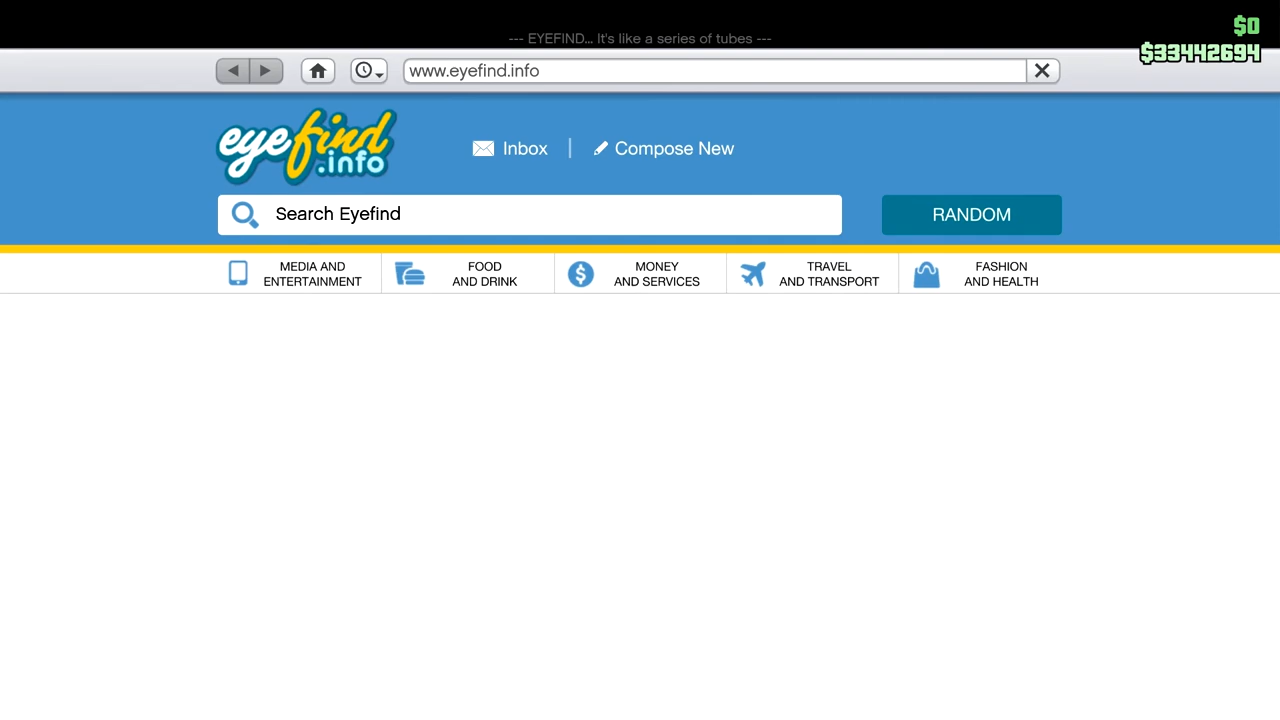 $0
--- EYEFIND... It's like a series of tubes ---
$33442694
www.eyefind.info
eyefind
.info
Inbox | Compose New
Search Eyefind
RANDOM
MEDIA AND
ENTERTAINMENT
FOOD
AND DRINK
MONEY
AND SERVICES
TRAVEL
AND TRANSPORT
FASHION
AND HEALTH